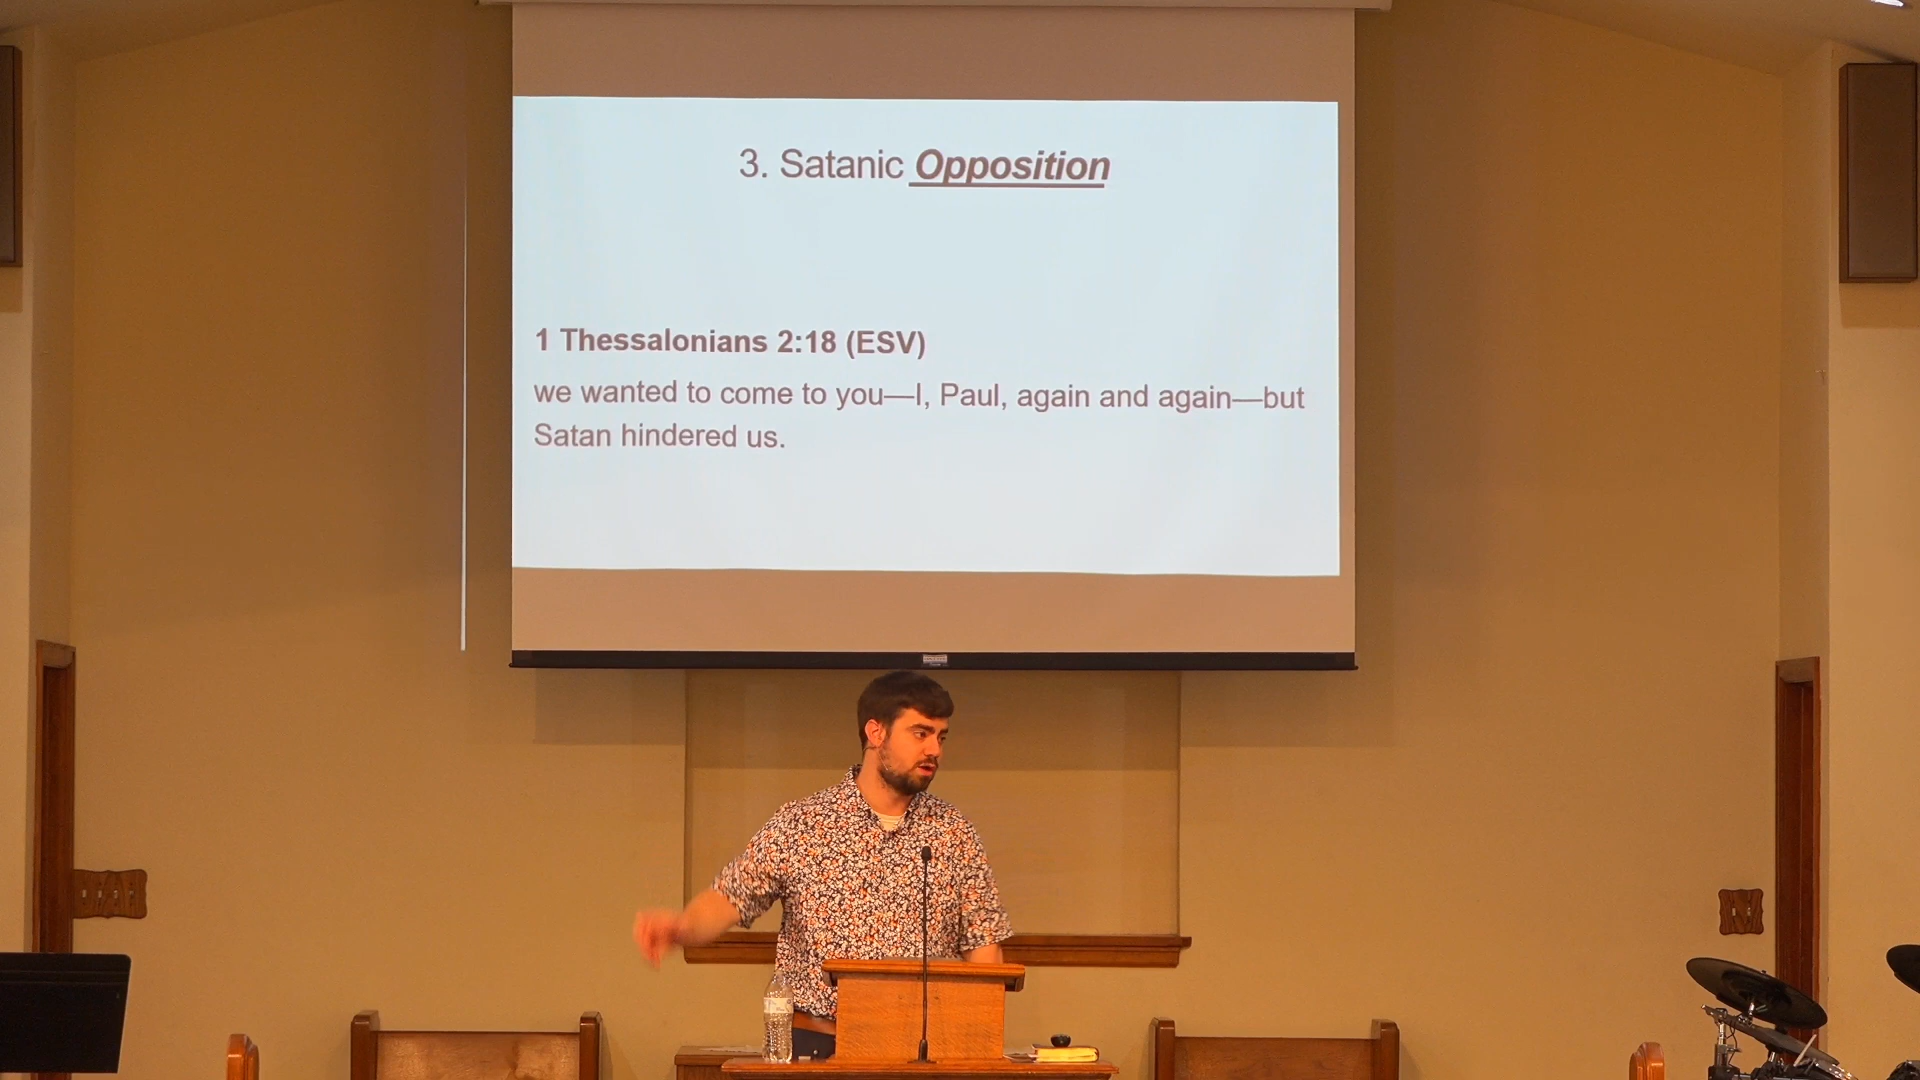 3. Satanic Opposition
1 Thessalonians 2:18 (ESV)
we wanted to come to you—I, Paul, again and again—but
Satan hindered us.